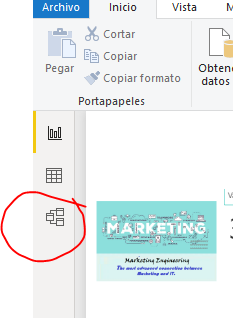 Archivo Inicio Vista M
Pegar
Cortar
Copiar
Copiar formato
Obtene
datos
Portapapeles
MARKETING
Marketing Engineering
The most advanced connection between
Marketing and IT.